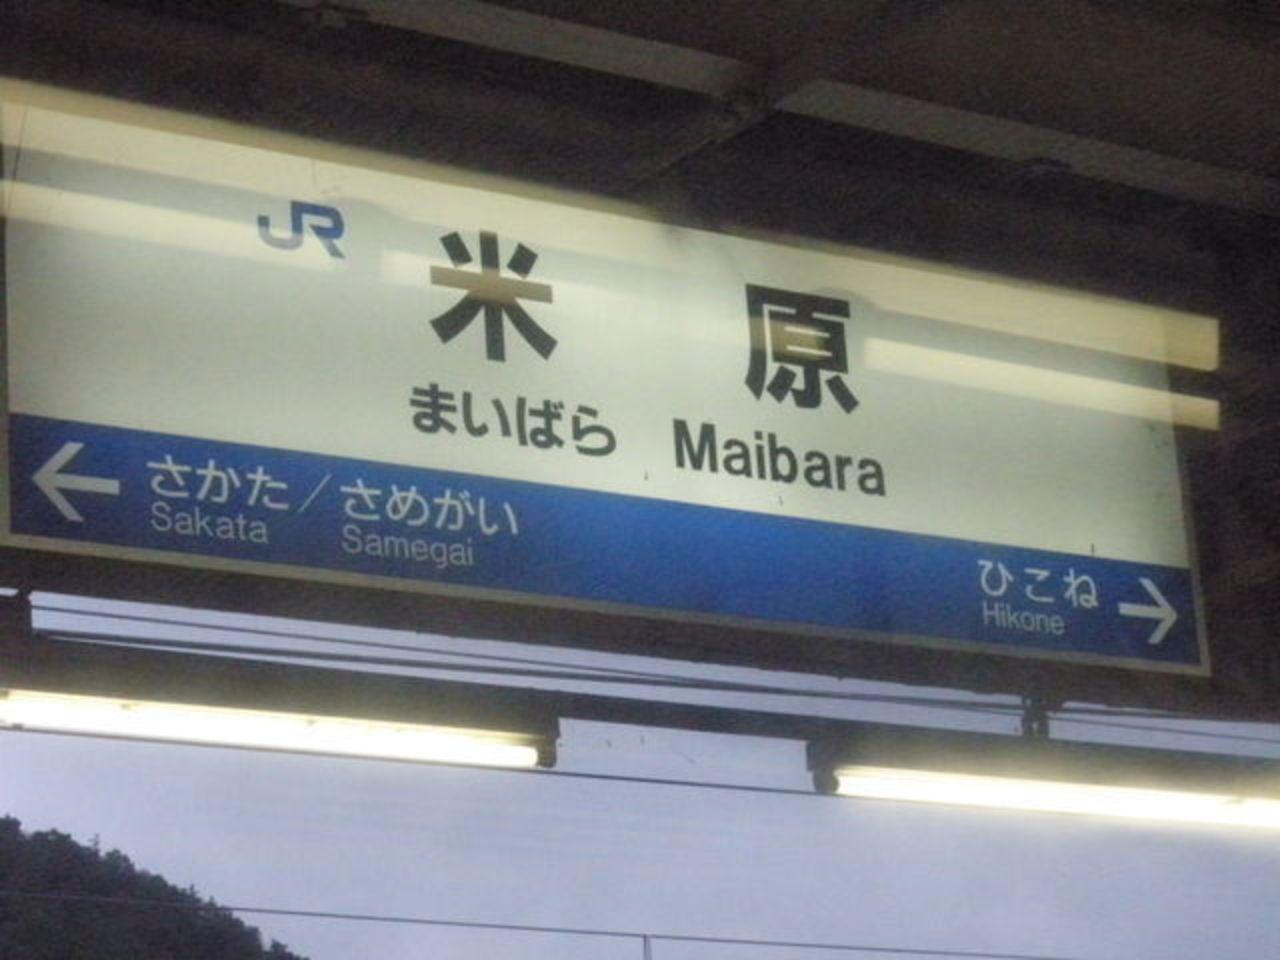 JR
米原
まいばら Maibara
← さかた／さめがい
Sakata Samegai
ひこね →
Hikone